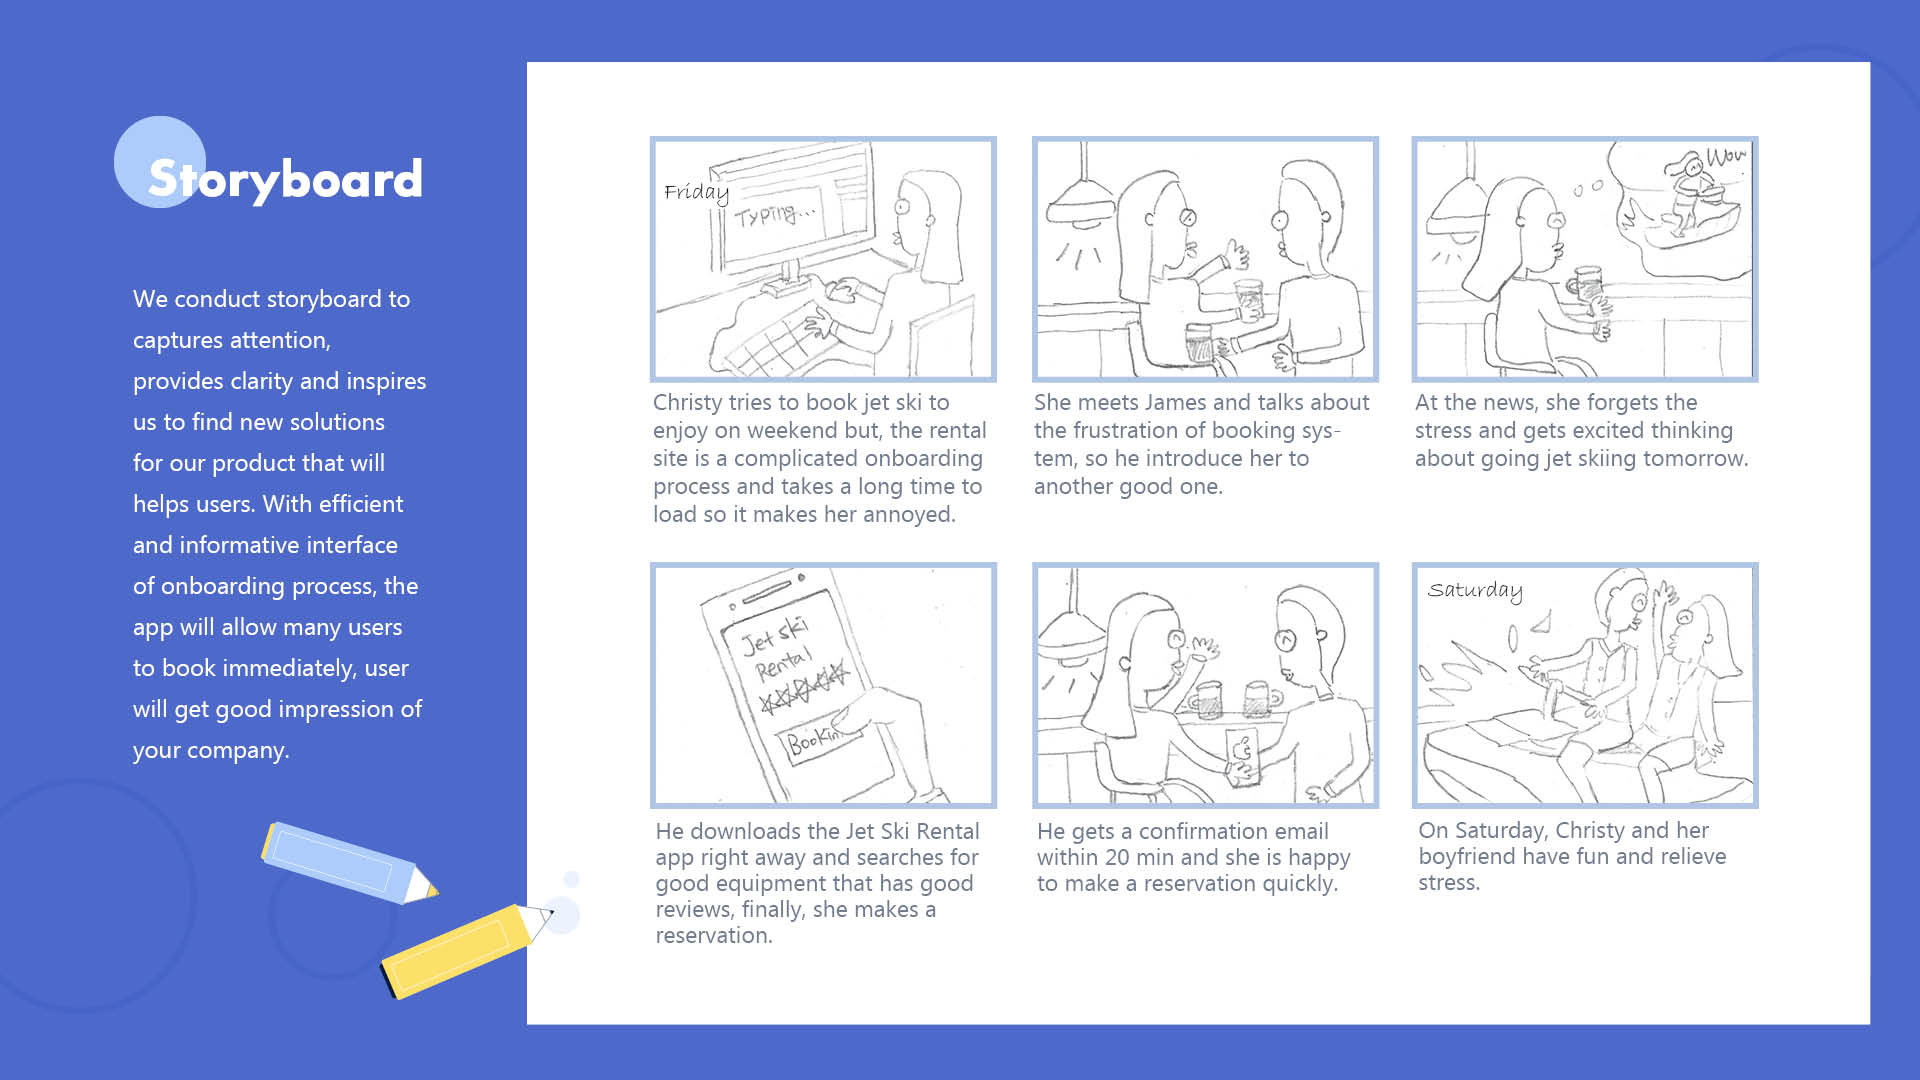 Storyboard
We conduct storyboard to
captures attention,
provides clarity and inspires
us to find new solutions
for our product that will
helps users. With efficient
and informative interface
of onboarding process, the
app will allow many users
to book immediately, user
will get good impression of
your company.
Friday
Typing...
Christy tries to book jet ski to
enjoy on weekend but, the rental
site is a complicated onboarding
process and takes a long time to
load so it makes her annoyed.
She meets James and talks about
the frustration of booking sys-
tem, so he introduce her to
another good one.
Wow
At the news, she forgets the
stress and gets excited thinking
about going jet skiing tomorrow.
Jet ski
Rental
Bookin
He downloads the Jet Ski Rental
app right away and searches for
good equipment that has good
reviews, finally, she makes a
reservation.
He gets a confirmation email
within 20 min and she is happy
to make a reservation quickly.
Saturday
On Saturday, Christy and her
boyfriend have fun and relieve
stress.